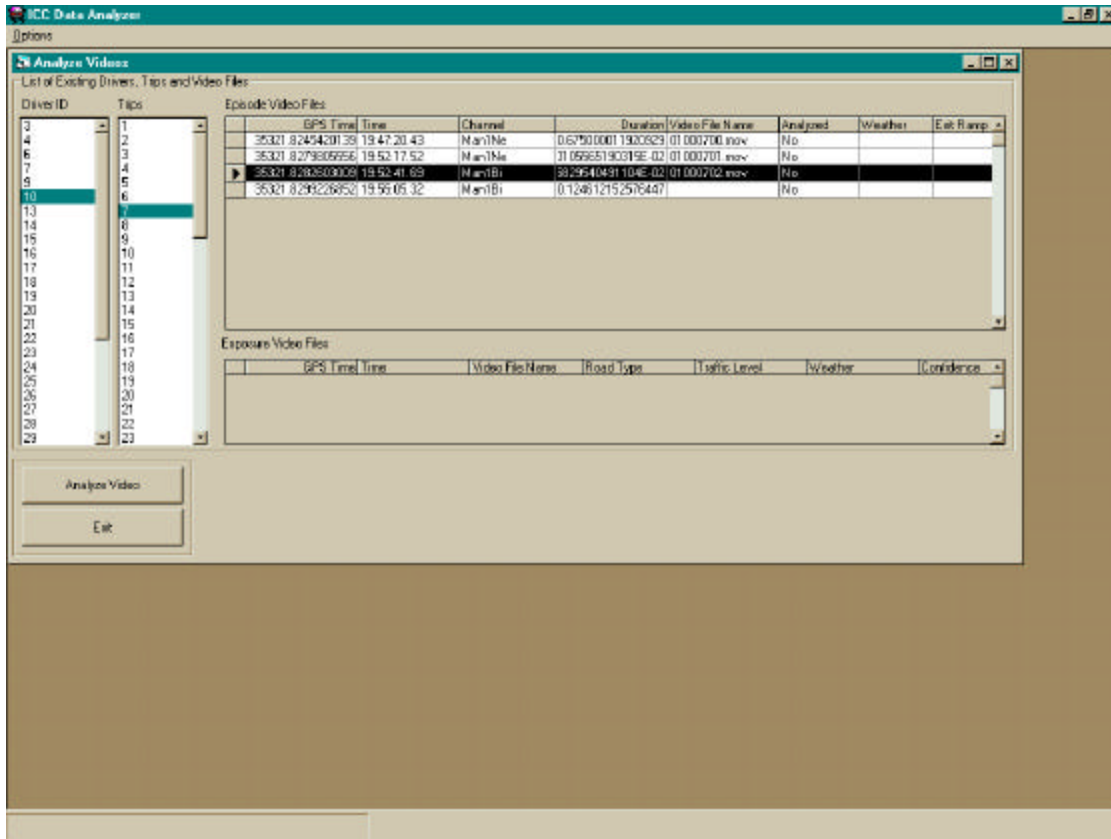 ICC Data Analyzer
Options
Analyze Videos
List of Existing Drivers, Trips and Video Files
Driver ID Trips Episode Video Files
GPS Time Time Channel Duration Video File Name Analyzed Weather Exit Ramp
35321.8245420139 19:47:20.43 Man1Ne 0.675000011920929 01000700.mov No
35321.8279805556 19:52:17.52 Man1Ne 01000701.mov No
35321.8282603009 19:52:41.69 Man1Bi 01000702.mov No
35321.8299226852 19:55:05.32 Man1Bi 0.124612152576447 No
3 1
4 2
6 3
7 4
9 5
10 6
13 7
14 8
15 9
16 10
17 11
18 12
19 13
20 14
21 15
22 16
23 17
24 18
25 19
26 20
27 21
28 22
29 23
Exposure Video Files
GPS Time Time Video File Name Road Type Traffic Level Weather Confidence
Analyze Video
Exit